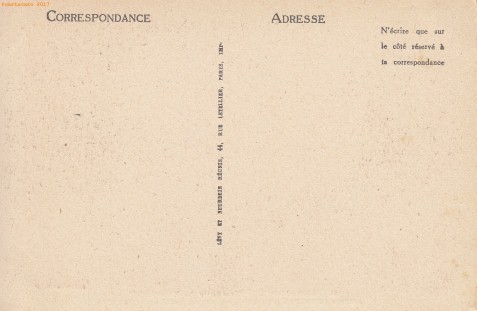 CORRESPONDANCE
ADRESSE
N'écrire que sur
le côté réservé à
la correspondance
LÉVY ET NEURDEIN RÉUNIS, 44, RUE LETELLIER, PARIS, IMP.